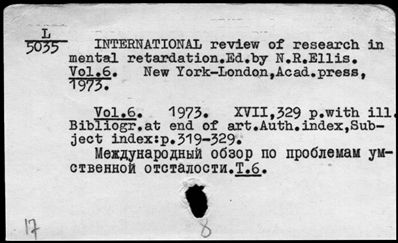 L
5035
INTERNATIONAL review of research in
mental retardation.Ed.by N.R.Ellis.
Vol.6. New York-London,Acad.press,
1973.
Vol.6. 1973. XVII,329 p.with ill.
Bibliogr.at end of art.Auth.index,Sub-
ject index:p.319-329.
Международный обзор по проблемам ум-
ственной отсталости.Т.6.
17
8